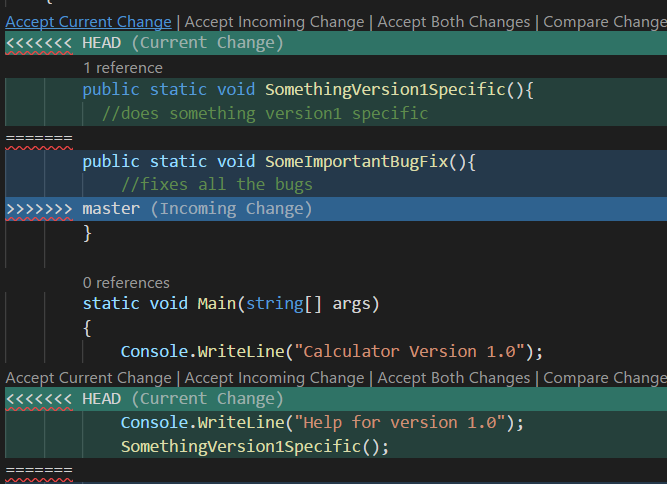 {
Accept Current Change | Accept Incoming Change | Accept Both Changes | Compare Changes
<<<<<<< HEAD (Current Change)
1 reference
public static void SomethingVersion1Specific(){
//does something version1 specific
=======
public static void SomeImportantBugFix(){
//fixes all the bugs
>>>>>>> master (Incoming Change)
}
0 references
static void Main(string[] args)
{
Console.WriteLine("Calculator Version 1.0");
Accept Current Change | Accept Incoming Change | Accept Both Changes | Compare Change
<<<<<<< HEAD (Current Change)
Console.WriteLine("Help for version 1.0");
SomethingVersion1Specific();
=======